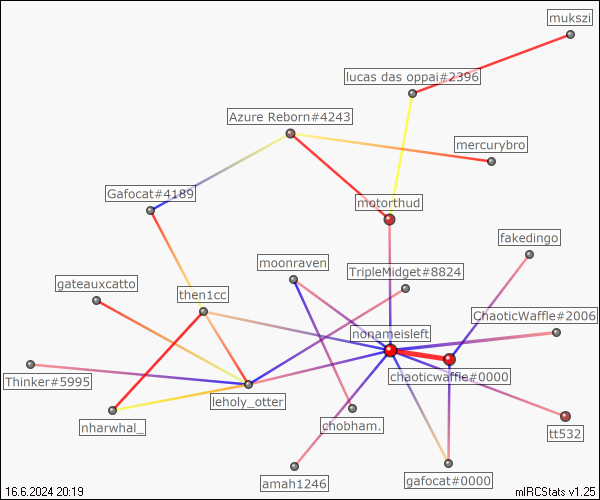 mukszi
lucas das oppai#2396
Azure Reborn#4243
mercurybro
Gafocat#4189
motorthud
fakedingo
moonraven
TripleMidget#8824
gateauxcatto
then1cc
ChaoticWaffle#2006
nonameisleft
Thinker#5995
chaoticwaffle#0000
leholy_otter
nharwhal_
chobham.
tt532
amah1246
gafocat#0000
16.6.2024 20:19
mIRCStats v1.25